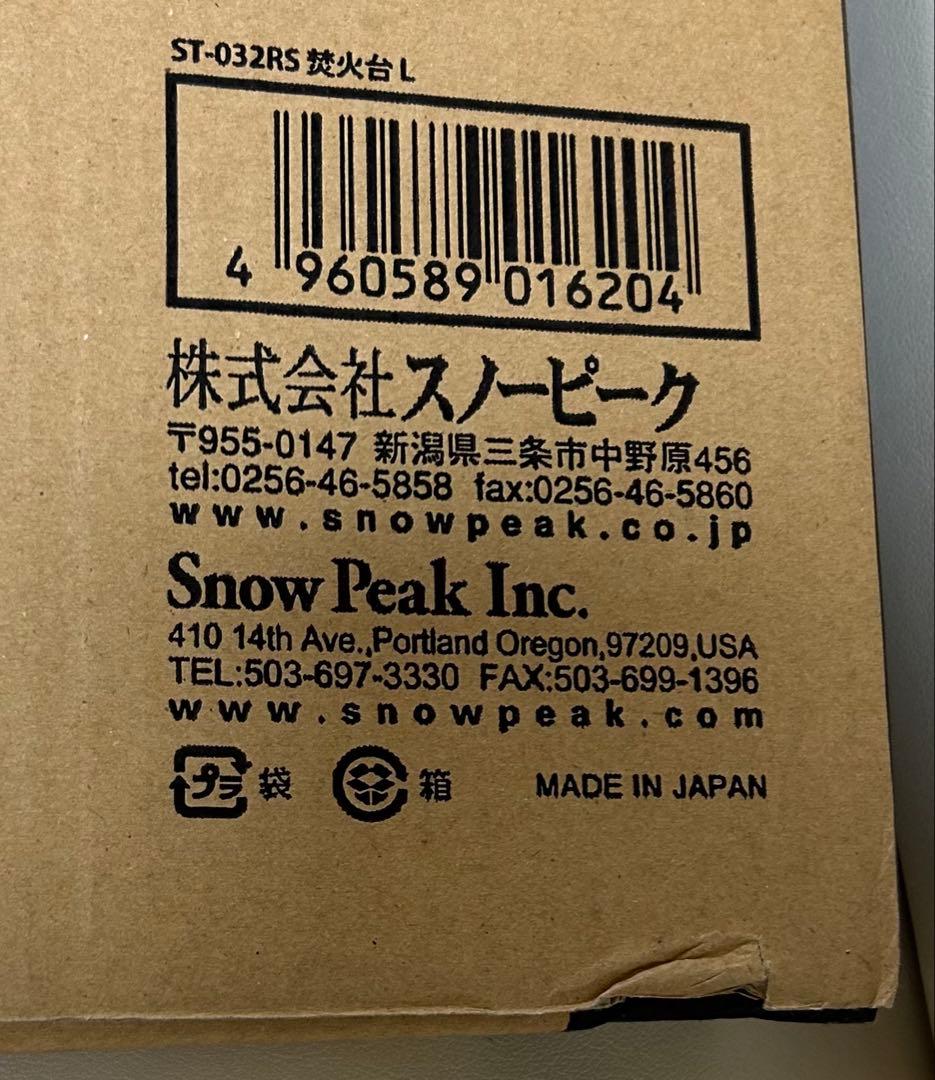 ST-032RS 焚火台 L
4 960589 016204
株式会社スノーピーク
〒955-0147 新潟県三条市中野原456
tel:0256-46-5858 fax:0256-46-5860
www.snowpeak.co.jp
Snow Peak Inc.
410 14th Ave.,Portland Oregon,97209,USA
TEL:503-697-3330 FAX:503-699-1396
www.snowpeak.com
プラ 袋 箱 MADE IN JAPAN